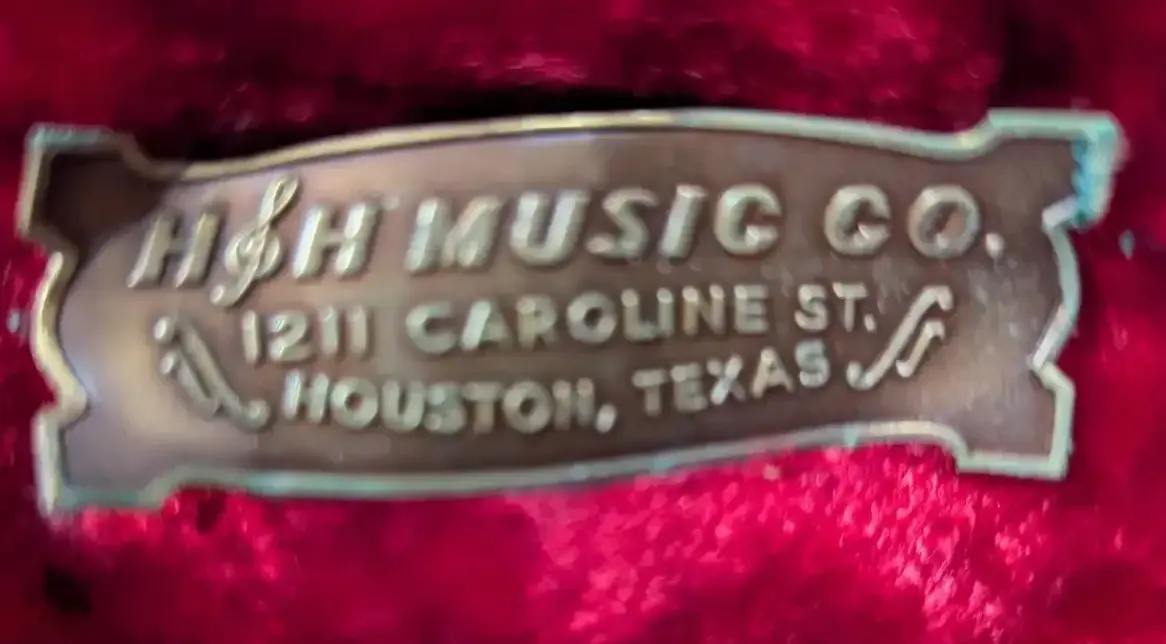 H&H MUSIC CO.
1211 CAROLINE ST.
HOUSTON, TEXAS